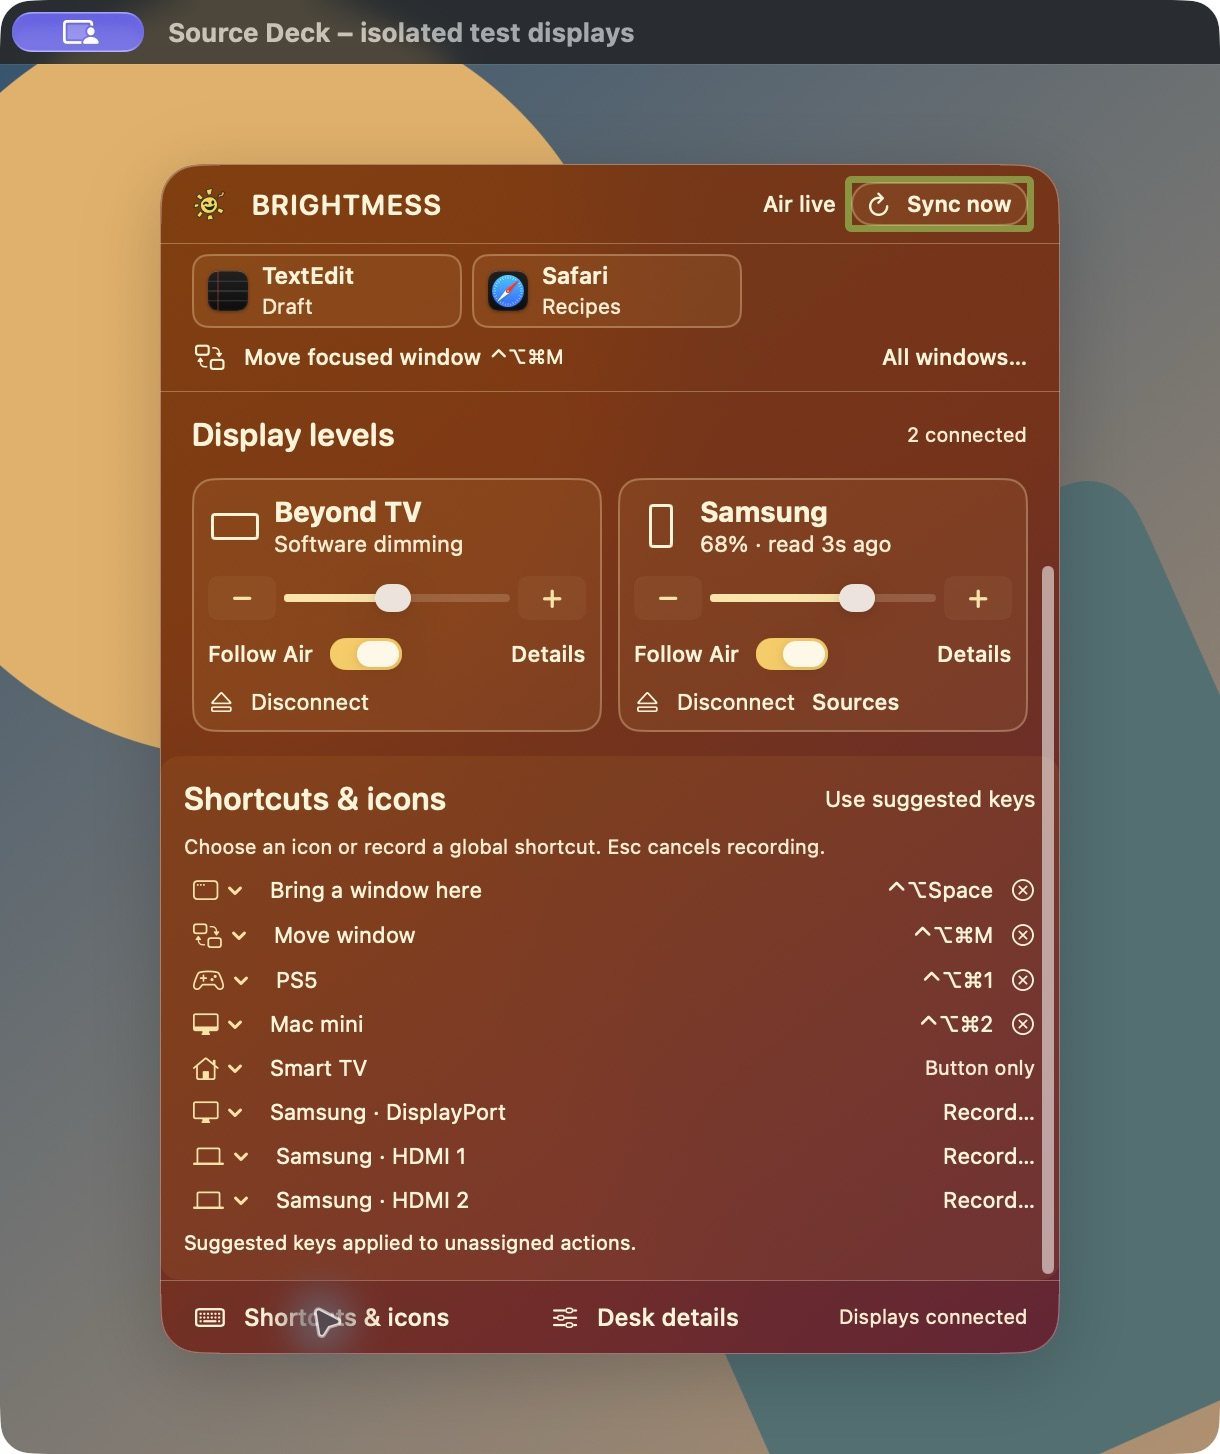 Source Deck – isolated test displays
BRIGHTMESS
Air live
Sync now
TextEdit
Draft
Safari
Recipes
Move focused window ⌃⌥⌘M
All windows...
Display levels
2 connected
Beyond TV
Software dimming
Follow Air
Details
Disconnect
Samsung
68% · read 3s ago
Follow Air
Details
Disconnect Sources
Shortcuts & icons
Use suggested keys
Choose an icon or record a global shortcut. Esc cancels recording.
Bring a window here ⌃⌥Space
Move window ⌃⌥⌘M
PS5 ⌃⌥⌘1
Mac mini ⌃⌥⌘2
Smart TV Button only
Samsung · DisplayPort Record...
Samsung · HDMI 1 Record...
Samsung · HDMI 2 Record...
Suggested keys applied to unassigned actions.
Shortcuts & icons
Desk details
Displays connected